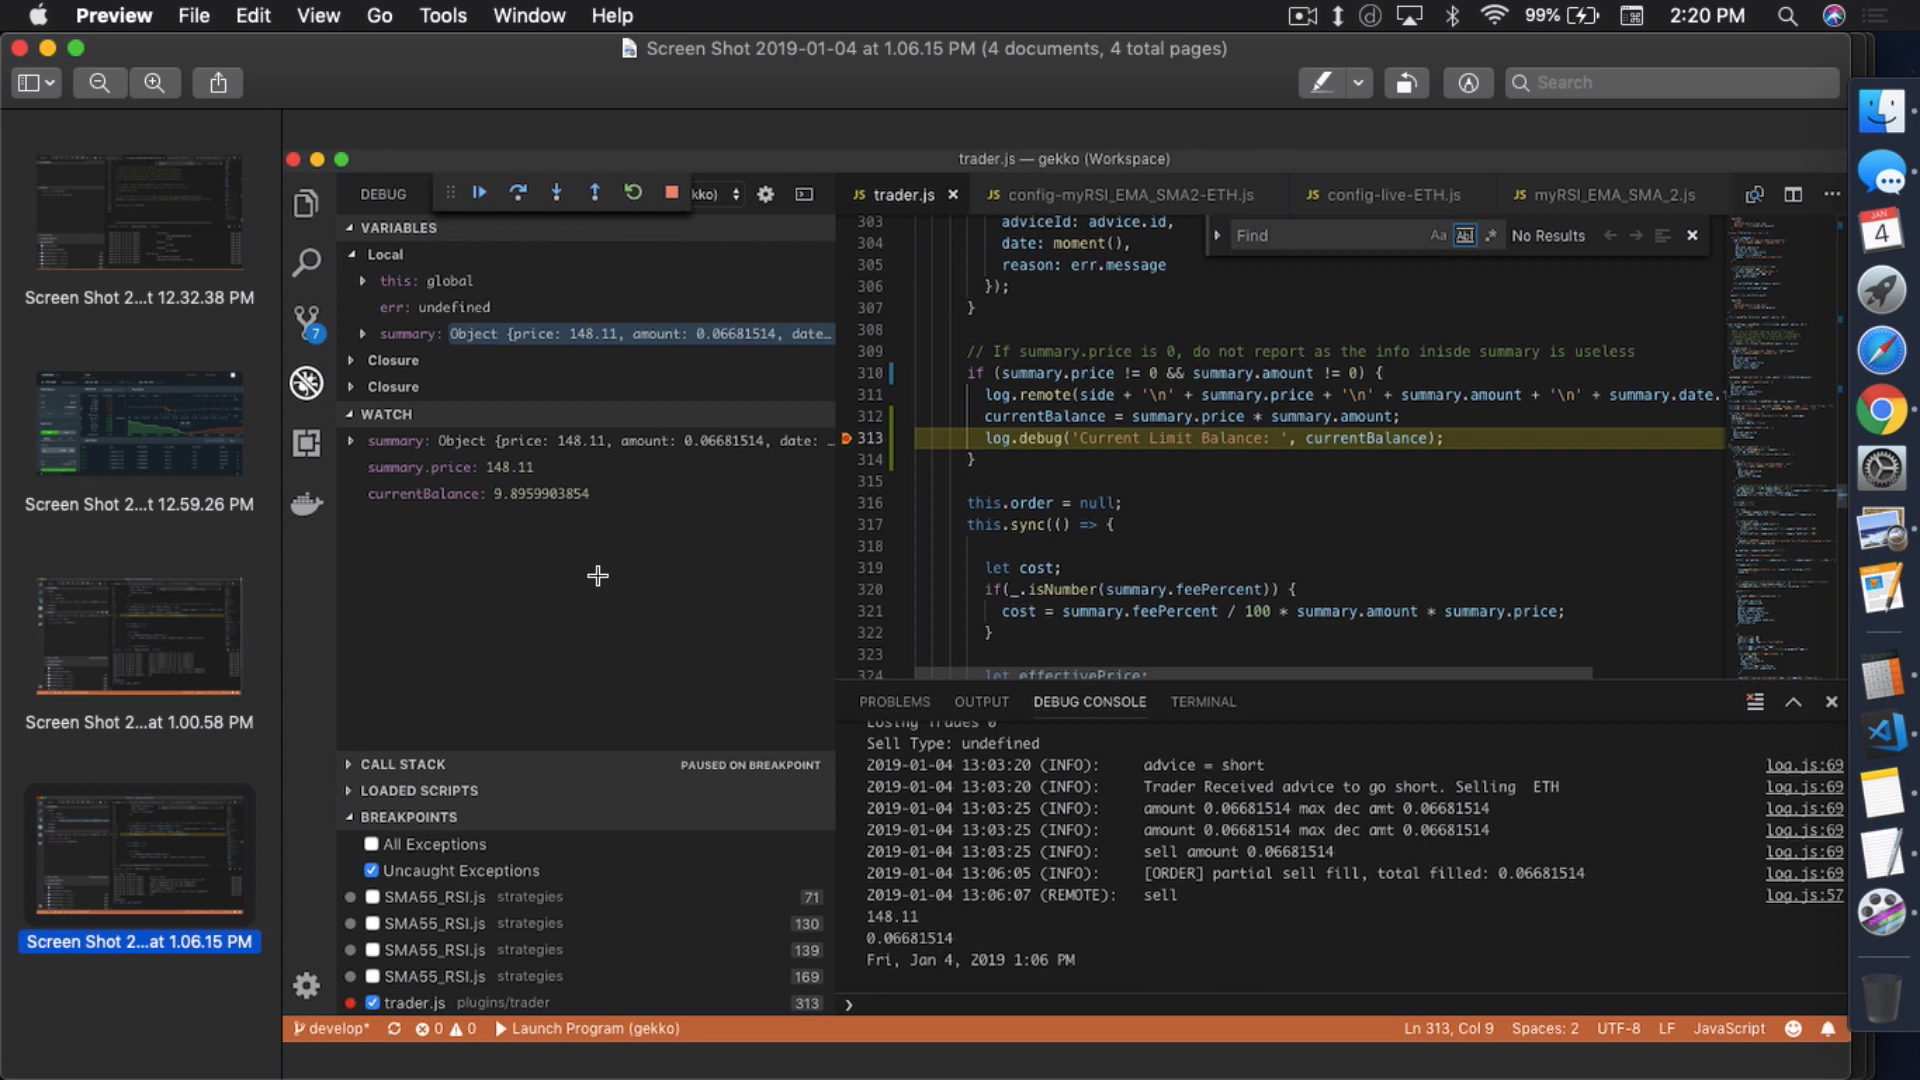 Preview File Edit View Go Tools Window Help 99% 2:20 PM
Screen Shot 2019-01-04 at 1.06.15 PM (4 documents, 4 total pages)
Search
Screen Shot 2...t 12.32.38 PM
Screen Shot 2...t 12.59.26 PM
Screen Shot 2...at 1.00.58 PM
Screen Shot 2...at 1.06.15 PM
trader.js — gekko (Workspace)
DEBUG kko)
7
VARIABLES
Local
this: global
err: undefined
summary: Object {price: 148.11, amount: 0.06681514, date…
Closure
Closure
WATCH
summary: Object {price: 148.11, amount: 0.06681514, date: …
summary.price: 148.11
currentBalance: 9.8959903854
CALL STACK PAUSED ON BREAKPOINT
LOADED SCRIPTS
BREAKPOINTS
All Exceptions
Uncaught Exceptions
SMA55_RSI.js strategies 71
SMA55_RSI.js strategies 130
SMA55_RSI.js strategies 139
SMA55_RSI.js strategies 169
trader.js plugins/trader 313
JS trader.js JS config-myRSI_EMA_SMA2-ETH.js JS config-live-ETH.js JS myRSI_EMA_SMA_2.js
Find Aa Abl .* No Results
303 adviceId: advice.id,
304 date: moment(),
305 reason: err.message
306 });
307 }
308
309 // If summary.price is 0, do not report as the info inisde summary is useless
310 if (summary.price != 0 && summary.amount != 0) {
311 log.remote(side + '\n' + summary.price + '\n' + summary.amount + '\n' + summary.date.
312 currentBalance = summary.price * summary.amount;
313 log.debug('Current Limit Balance: ', currentBalance);
314 }
315
316 this.order = null;
317 this.sync(() => {
318
319 let cost;
320 if(_.isNumber(summary.feePercent)) {
321 cost = summary.feePercent / 100 * summary.amount * summary.price;
322 }
323
324 let effectivePrice;
PROBLEMS OUTPUT DEBUG CONSOLE TERMINAL
Losing Trades 0
Sell Type: undefined
2019-01-04 13:03:20 (INFO): advice = short log.js:69
2019-01-04 13:03:20 (INFO): Trader Received advice to go short. Selling ETH log.js:69
2019-01-04 13:03:25 (INFO): amount 0.06681514 max dec amt 0.06681514 log.js:69
2019-01-04 13:03:25 (INFO): amount 0.06681514 max dec amt 0.06681514 log.js:69
2019-01-04 13:03:25 (INFO): sell amount 0.06681514 log.js:69
2019-01-04 13:06:05 (INFO): [ORDER] partial sell fill, total filled: 0.06681514 log.js:69
2019-01-04 13:06:07 (REMOTE): sell log.js:57
148.11
0.06681514
Fri, Jan 4, 2019 1:06 PM
develop* 0 0 Launch Program (gekko) Ln 313, Col 9 Spaces: 2 UTF-8 LF JavaScript
JAN
4